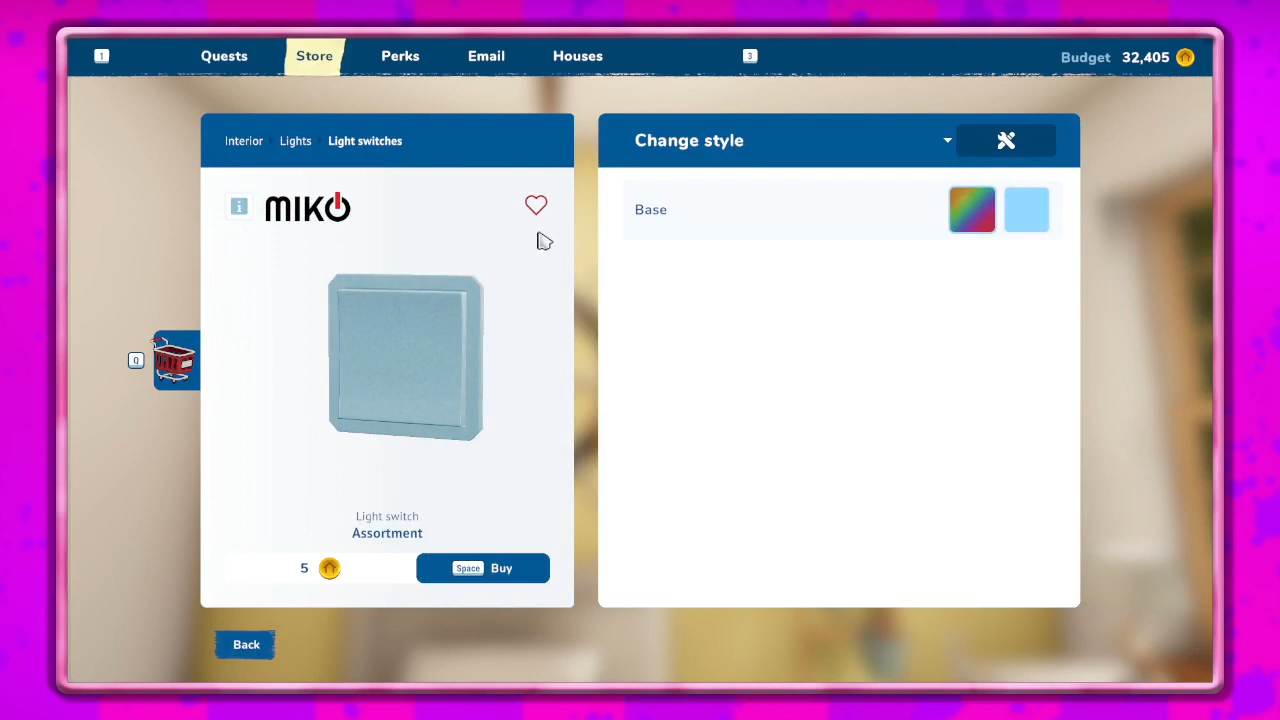 1 Quests Store Perks Email Houses 3 Budget 32,405
Interior Lights Light switches
Change style
i MIKO
Base
Q
Light switch
Assortment
5 Space Buy
Back